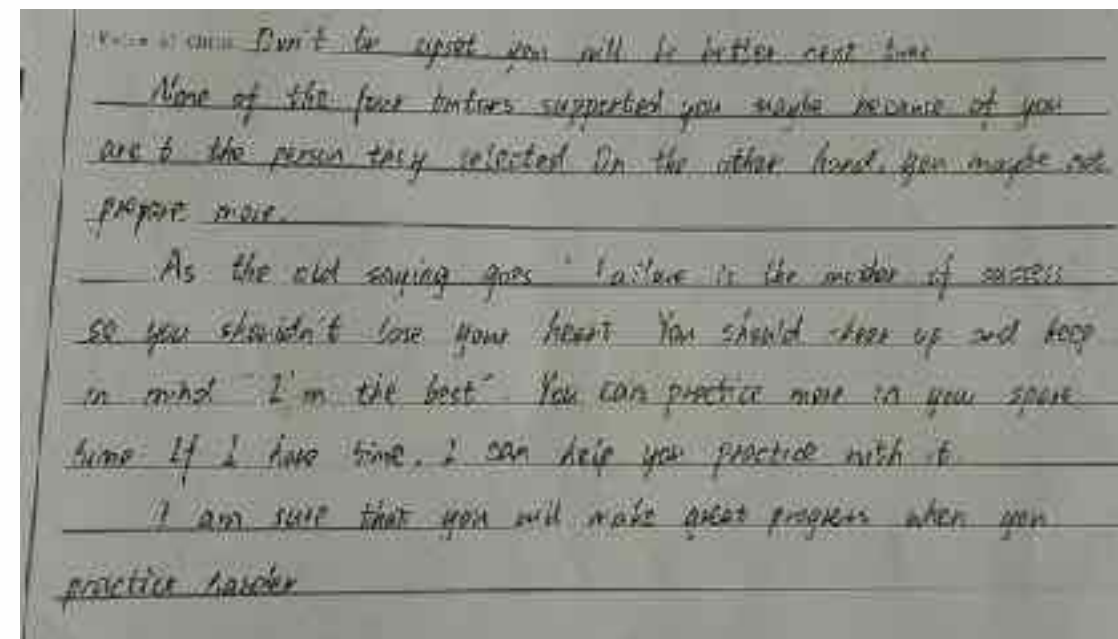 Voice of China. Don't be upset you will be better next time
None of the four tutors supported you maybe because of you
are't the person they selected On the other hand, you maybe not
prepare more.
As the old saying goes "Failure is the mother of success
so you shouldn't lose your heart You should cheer up and keep
in mind "I'm the best". You can practice more in your spare
time If I have time, I can help you practice with it
I am sure that you will make great progress when you
practice harder